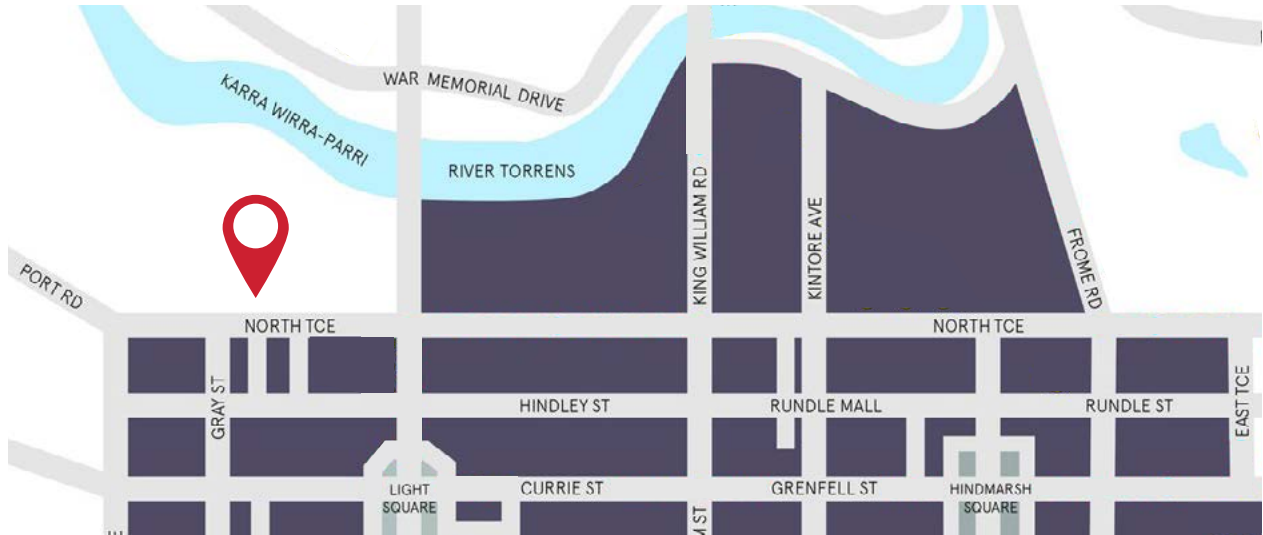 WAR MEMORIAL DRIVE
KARRA WIRRA-PARRI
RIVER TORRENS
KING WILLIAM RD
KINTORE AVE
FROME RD
PORT RD
NORTH TCE
NORTH TCE
GRAY ST
HINDLEY ST
RUNDLE MALL
RUNDLE ST
EAST TCE
LIGHT
SQUARE
CURRIE ST
GRENFELL ST
HINDMARSH
SQUARE
M ST